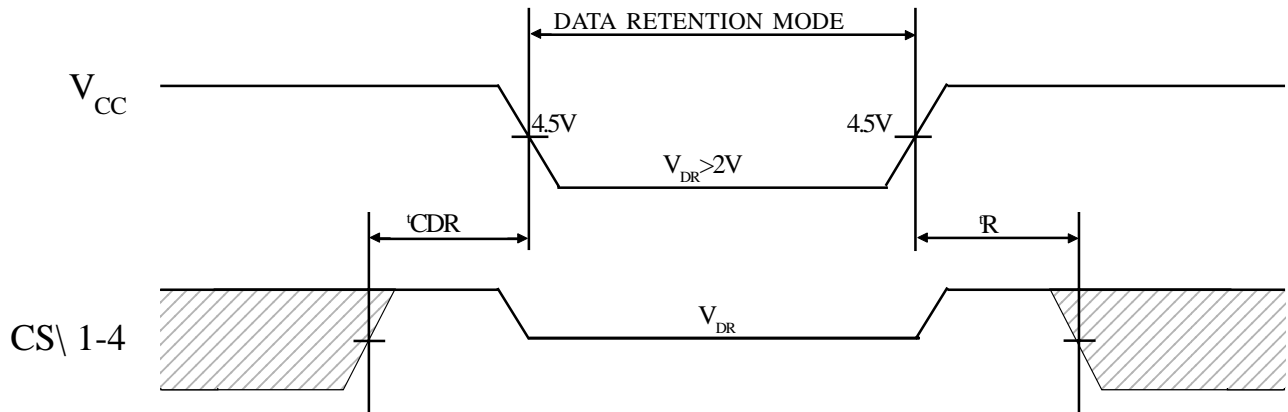 DATA RETENTION MODE
VCC
4.5V
4.5V
VDR>2V
tCDR
tR
CS\ 1-4
VDR